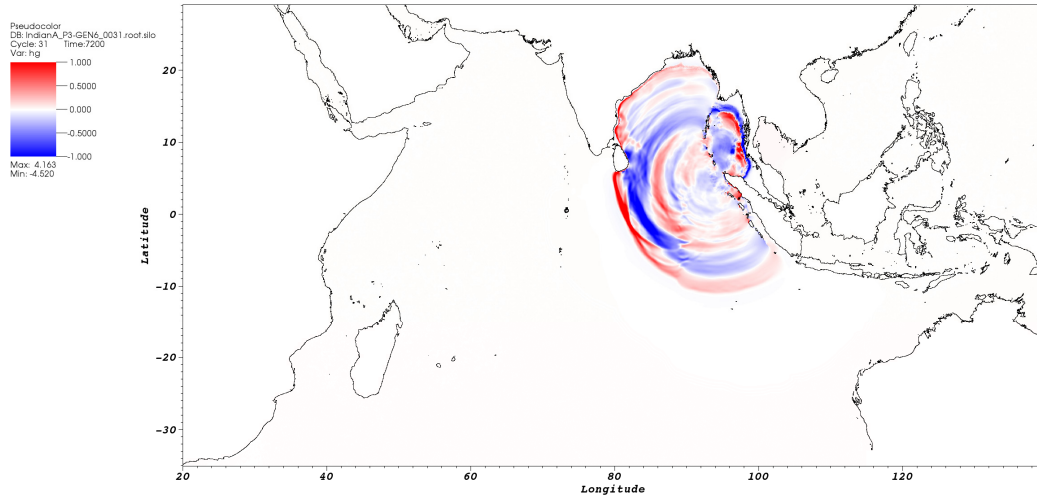 Pseudocolor
DB: IndianA_P3-GEN6_0031.root.silo
Cycle: 31 Time:7200
Var: hg
1.000
0.5000
0.000
-0.5000
-1.000
Max: 4.163
Min: -4.520
20
10
0
-10
-20
-30
Latitude
20 40 60 80 100 120
Longitude